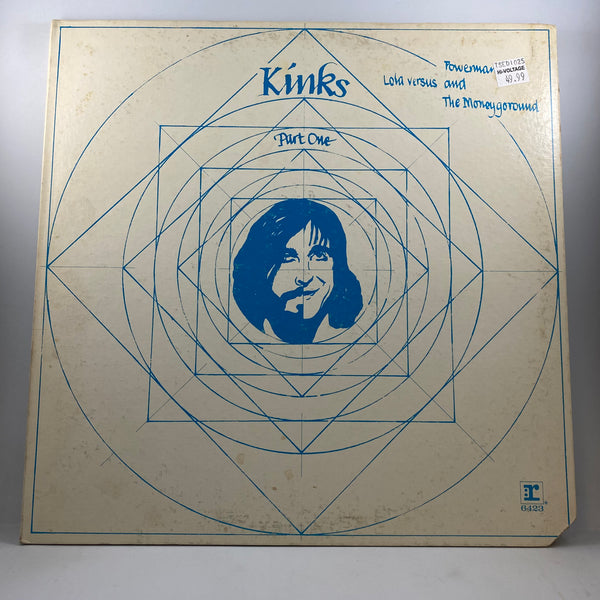 Kinks
Part One
Lola versus
Powerman
and
The Moneygoround
HI-VOLTAGE
49.99
r
6423